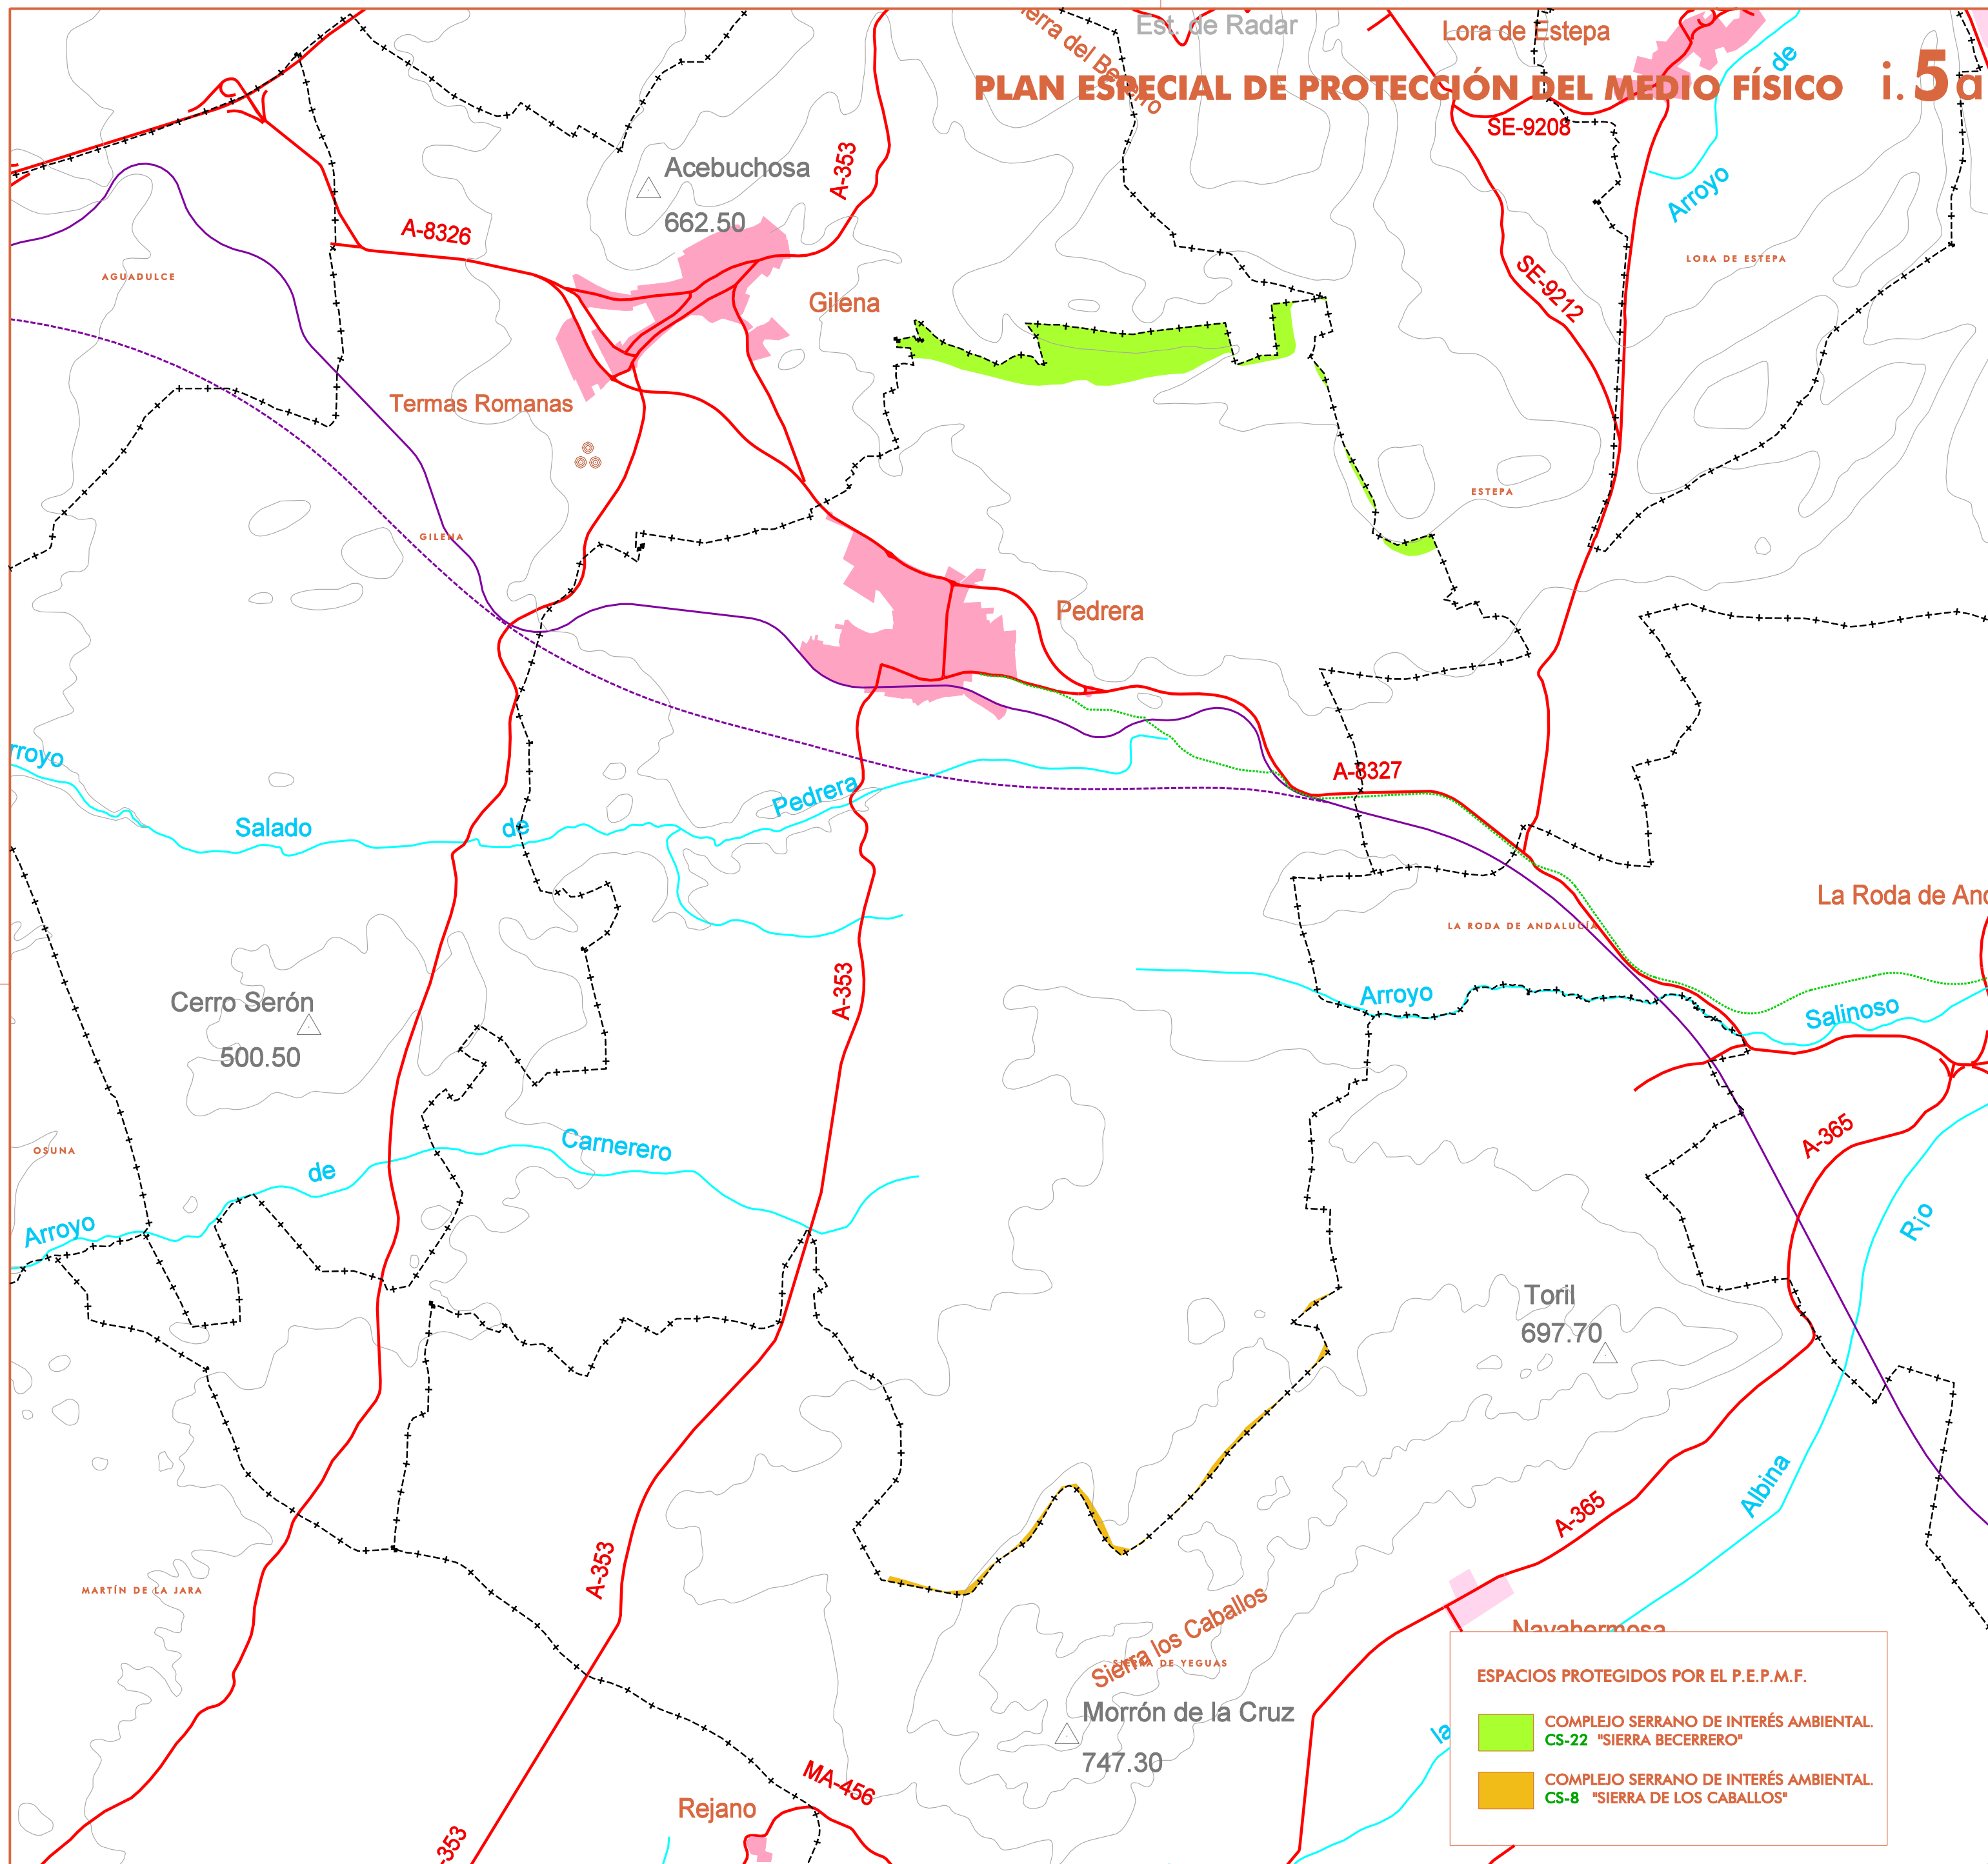 Est. de Radar
Lora de Estepa
PLAN ESPECIAL DE PROTECCIÓN DEL MEDIO FÍSICO i.5a
de
SE-9208
Acebuchosa
662.50
A-353
Arroyo
A-8326
AGUADULCE
LORA DE ESTEPA
SE-9212
Gilena
Termas Romanas
ESTEPA
GILENA
Pedrera
A-8327
rroyo
Salado
de
Pedrera
La Roda de And
LA RODA DE ANDALUCÍA
Cerro Serón
500.50
A-353
Arroyo
Salinoso
A-365
OSUNA
Carnerero
de
Arroyo
Río
Toril
697.70
Albina
A-365
A-353
MARTÍN DE LA JARA
Sierra los Caballos
SIERRA DE YEGUAS
Navahermosa
Morrón de la Cruz
747.30
la
MA-456
Rejano
-353
ESPACIOS PROTEGIDOS POR EL P.E.P.M.F.
COMPLEJO SERRANO DE INTERÉS AMBIENTAL.
CS-22 "SIERRA BECERRERO"
COMPLEJO SERRANO DE INTERÉS AMBIENTAL.
CS-8 "SIERRA DE LOS CABALLOS"